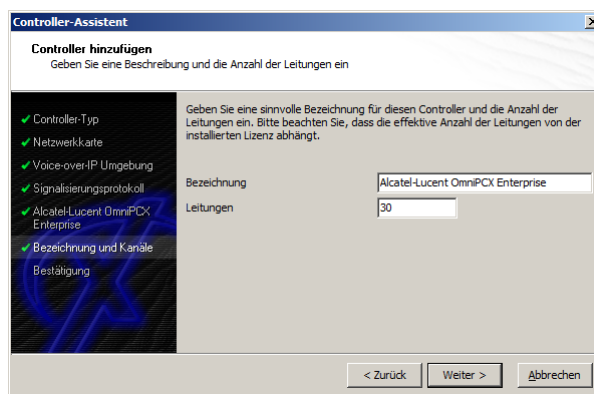 Controller-Assistent
Controller hinzufügen
Geben Sie eine Beschreibung und die Anzahl der Leitungen ein
Controller-Typ
Netzwerkkarte
Voice-over-IP Umgebung
Signalisierungsprotokoll
Alcatel-Lucent OmniPCX
Enterprise
Bezeichnung und Kanäle
Bestätigung
Geben Sie eine sinnvolle Bezeichnung für diesen Controller und die Anzahl der
Leitungen ein. Bitte beachten Sie, dass die effektive Anzahl der Leitungen von der
installierten Lizenz abhängt.
Bezeichnung
Alcatel-Lucent OmniPCX Enterprise
Leitungen
30
< Zurück
Weiter >
Abbrechen